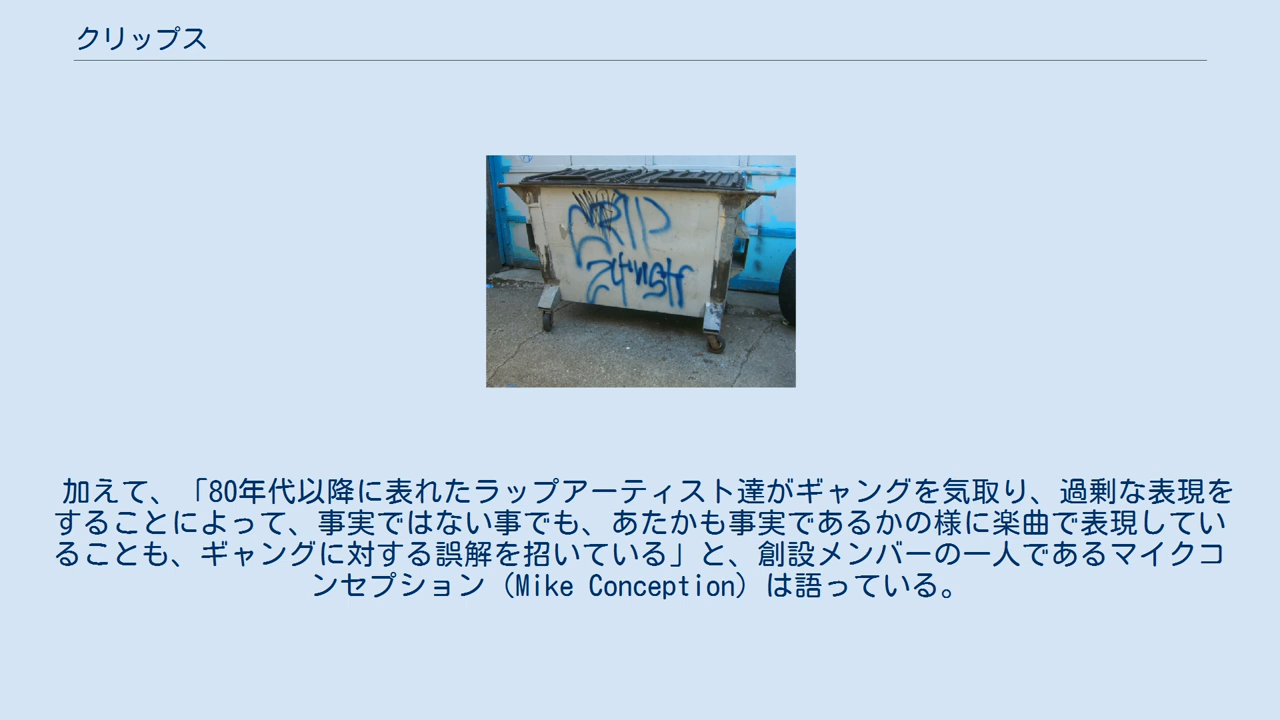 クリップス
CRIP
加えて、「80年代以降に表れたラップアーティスト達がギャングを気取り、過剰な表現を
することによって、事実ではない事でも、あたかも事実であるかの様に楽曲で表現してい
ることも、ギャングに対する誤解を招いている」と、創設メンバーの一人であるマイクコ
ンセプション（Mike Conception）は語っている。